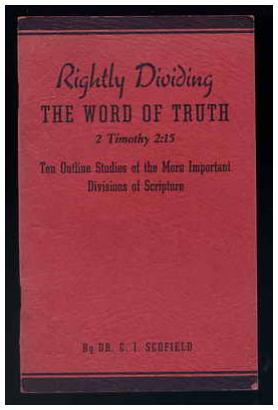 Rightly Dividing
THE WORD OF TRUTH
2 Timothy 2:15
Ten Outline Studies of the More Important
Divisions of Scripture
By DR. C. I. SCOFIELD